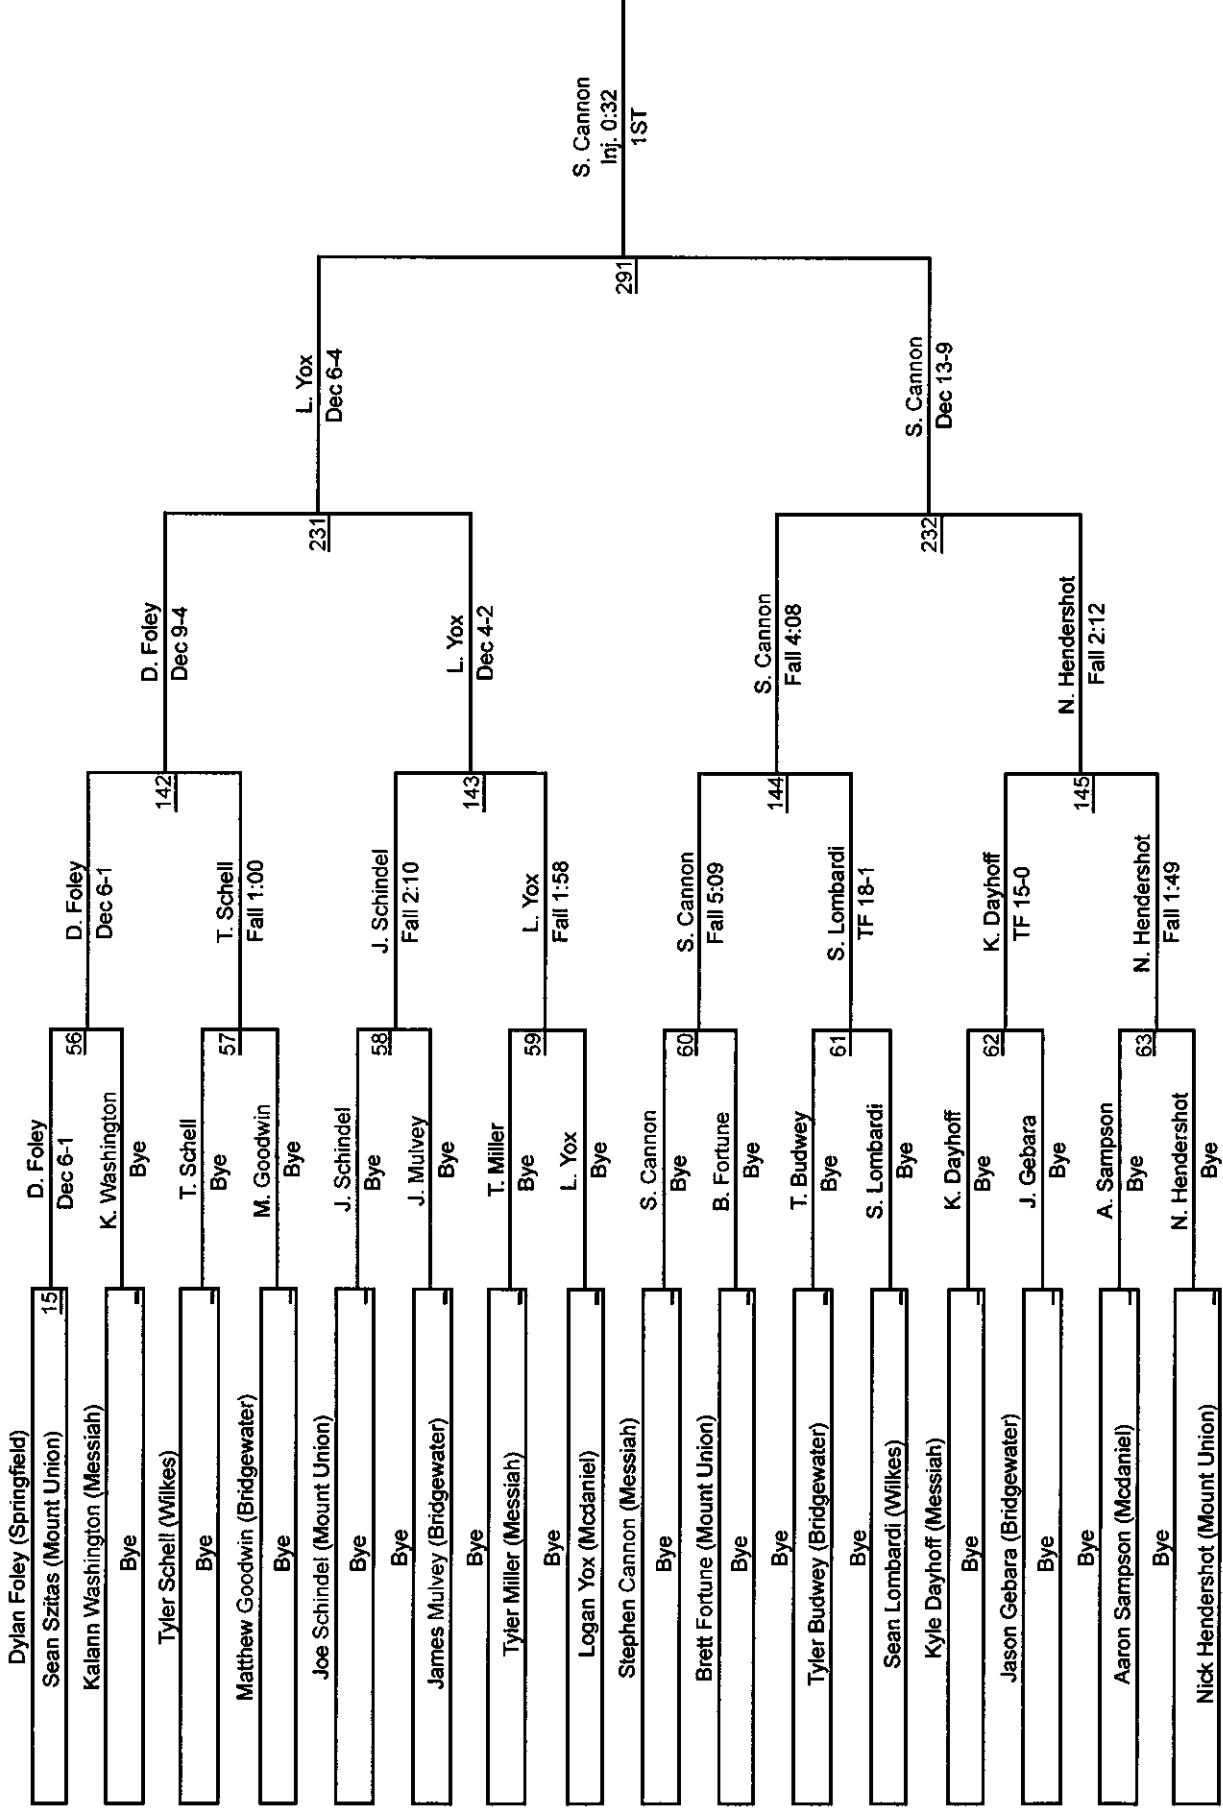 Dylan Foley (Springfield)
15
Sean Szitas (Mount Union)
Kalann Washington (Messiah)
Bye
Tyler Schell (Wilkes)
Bye
Matthew Goodwin (Bridgewater)
Bye
Joe Schindel (Mount Union)
Bye
Bye
James Mulvey (Bridgewater)
Bye
Tyler Miller (Messiah)
Bye
Logan Yox (Mcdaniel)
Stephen Cannon (Messiah)
Bye
Brett Fortune (Mount Union)
Bye
Bye
Tyler Budwey (Bridgewater)
Bye
Sean Lombardi (Wilkes)
Kyle Dayhoff (Messiah)
Bye
Jason Gebara (Bridgewater)
Bye
Bye
Aaron Sampson (Mcdaniel)
Bye
Nick Hendershot (Mount Union)
D. Foley
Dec 6-1
56
K. Washington
Bye
T. Schell
Bye
57
M. Goodwin
Bye
J. Schindel
Bye
58
J. Mulvey
Bye
T. Miller
Bye
59
L. Yox
Bye
S. Cannon
Bye
60
B. Fortune
Bye
T. Budwey
Bye
61
S. Lombardi
Bye
K. Dayhoff
Bye
62
J. Gebara
Bye
A. Sampson
Bye
63
N. Hendershot
Bye
D. Foley
Dec 6-1
142
T. Schell
Fall 1:00
J. Schindel
Fall 2:10
143
L. Yox
Fall 1:58
S. Cannon
Fall 5:09
144
S. Lombardi
TF 18-1
K. Dayhoff
TF 15-0
145
N. Hendershot
Fall 1:49
D. Foley
Dec 9-4
231
L. Yox
Dec 4-2
S. Cannon
Fall 4:08
232
N. Hendershot
Fall 2:12
L. Yox
Dec 6-4
291
S. Cannon
Dec 13-9
S. Cannon
Inj. 0:32
1ST